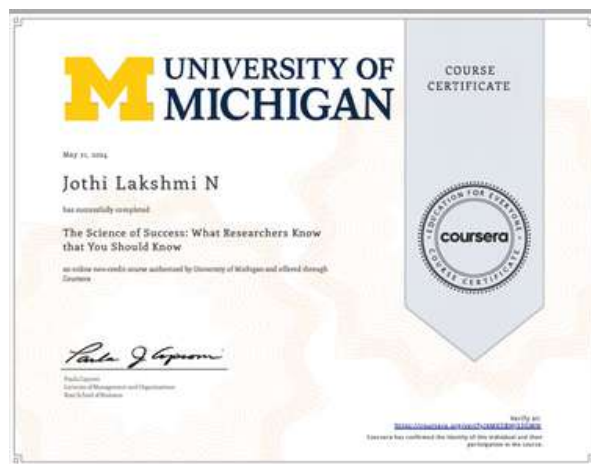 M UNIVERSITY OF
MICHIGAN
COURSE
CERTIFICATE
May 21, 2024
Jothi Lakshmi N
has successfully completed
The Science of Success: What Researchers Know
that You Should Know
an online non-credit course authorized by University of Michigan and offered through
Coursera
EDUCATION FOR EVERYONE
coursera
COURSE CERTIFICATE
Paula Caproni
Lecturer of Management and Organizations
Ross School of Business
Verify at:
Coursera has confirmed the identity of this individual and their
participation in the course.